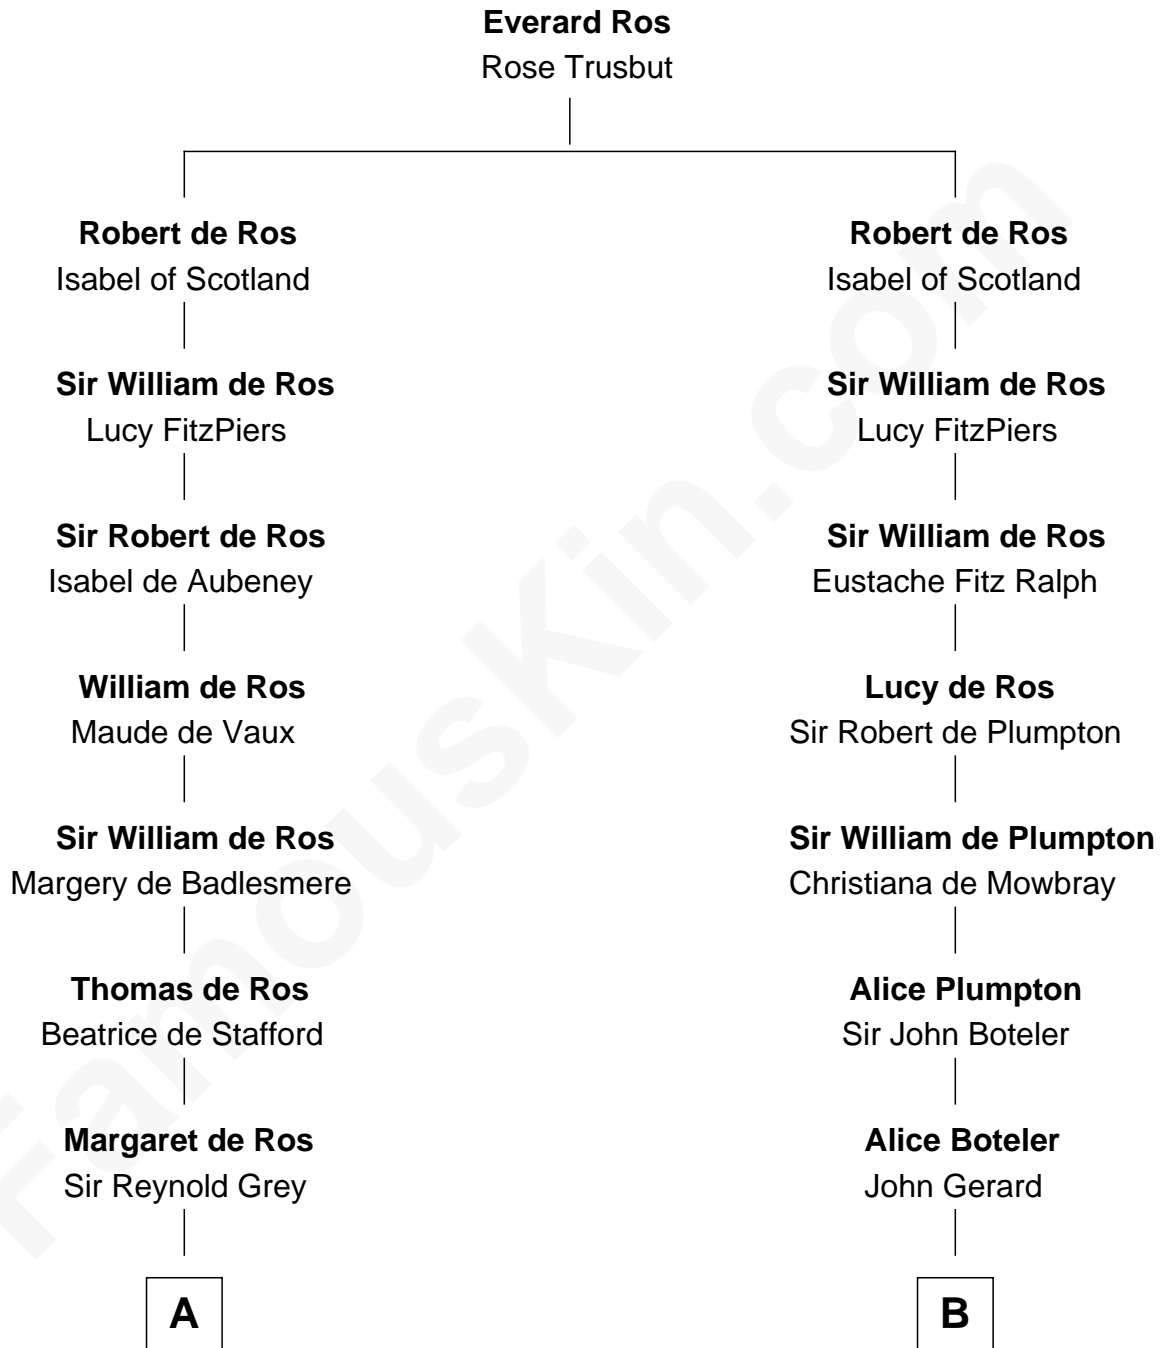 Everard Ros
Rose Trusbut
Robert de Ros
Isabel of Scotland
Sir William de Ros
Lucy FitzPiers
Sir Robert de Ros
Isabel de Aubeney
William de Ros
Maude de Vaux
Sir William de Ros
Margery de Badlesmere
Thomas de Ros
Beatrice de Stafford
Margaret de Ros
Sir Reynold Grey
A
Robert de Ros
Isabel of Scotland
Sir William de Ros
Lucy FitzPiers
Sir William de Ros
Eustache Fitz Ralph
Lucy de Ros
Sir Robert de Plumpton
Sir William de Plumpton
Christiana de Mowbray
Alice Plumpton
Sir John Boteler
Alice Boteler
John Gerard
B
FamousKin.com